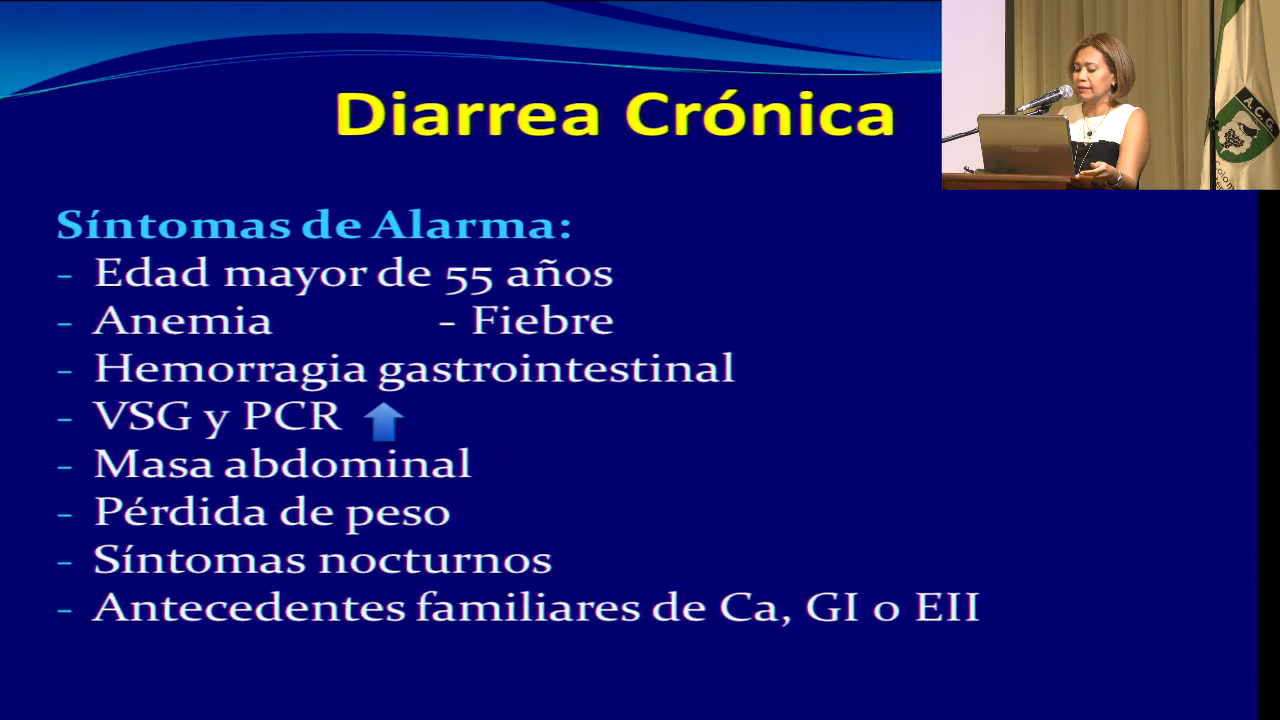 Diarrea Crónica
Síntomas de Alarma:
- Edad mayor de 55 años
- Anemia - Fiebre
- Hemorragia gastrointestinal
- VSG y PCR
- Masa abdominal
- Pérdida de peso
- Síntomas nocturnos
- Antecedentes familiares de Ca, GI o EII
TOSHIBA
A. C. G.